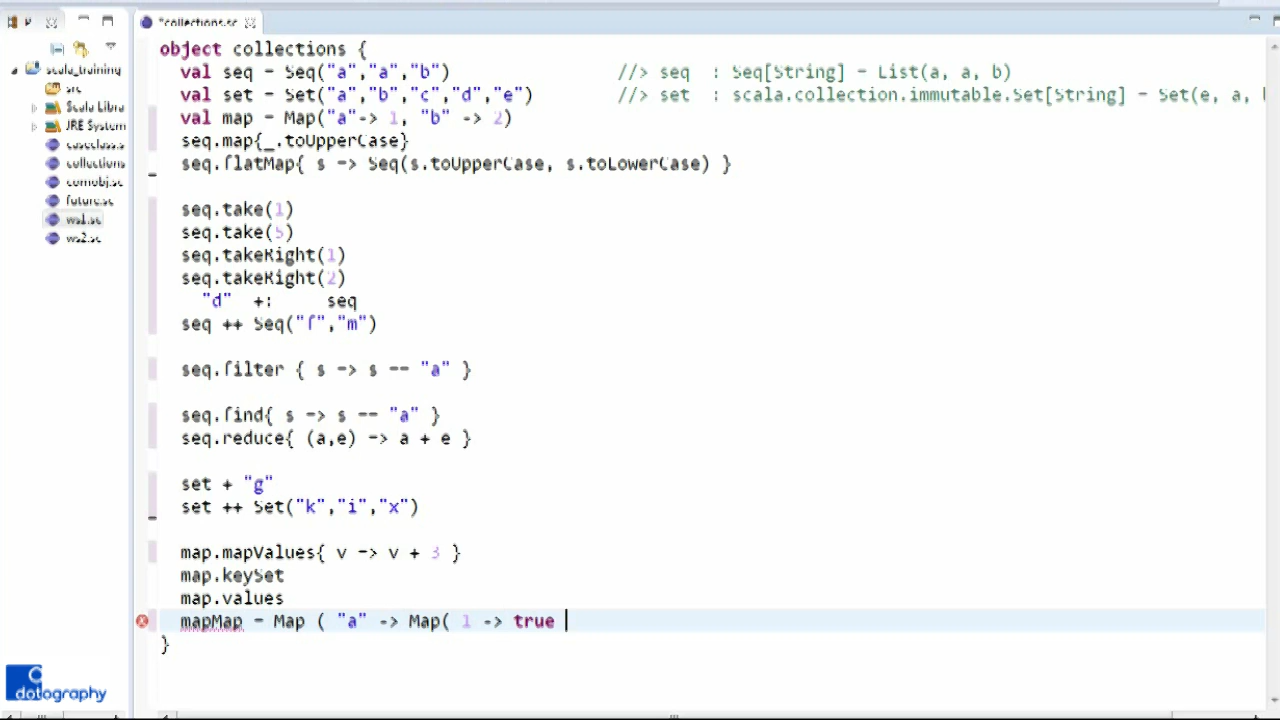 *collections.sc
scala_training
src
Scala Libra
JRE System
caseclass.s
collections
comobj.sc
future.sc
ws1.sc
ws2.sc
object collections {
val seq = Seq("a","a","b") //> seq : Seq[String] = List(a, a, b)
val set = Set("a","b","c","d","e") //> set : scala.collection.immutable.Set[String] = Set(e, a, b
val map = Map("a"-> 1, "b" -> 2)
seq.map{_.toUpperCase}
seq.flatMap{ s => Seq(s.toUpperCase, s.toLowerCase) }
seq.take(1)
seq.take(5)
seq.takeRight(1)
seq.takeRight(2)
"d" +: seq
seq ++ Seq("f","m")
seq.filter { s => s == "a" }
seq.find{ s => s == "a" }
seq.reduce{ (a,e) => a + e }
set + "g"
set ++ Set("k","i","x")
map.mapValues{ v => v + 3 }
map.keySet
map.values
mapMap = Map ( "a" -> Map( 1 -> true
}
dotography